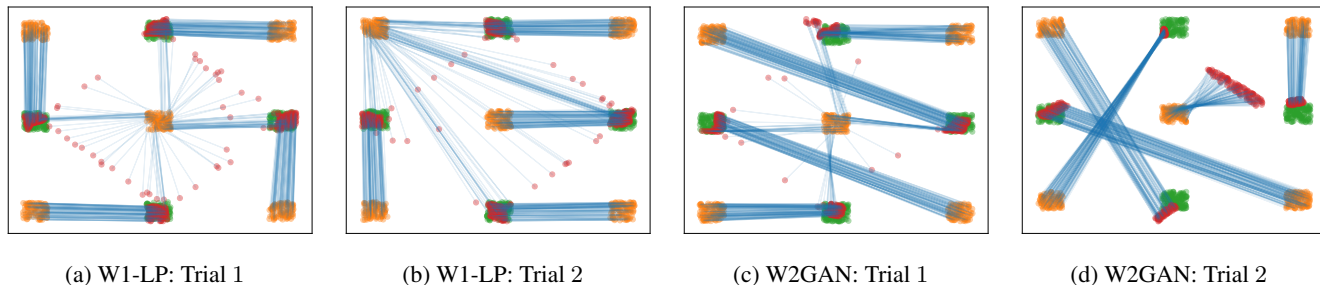 (a) W1-LP: Trial 1
(b) W1-LP: Trial 2
(c) W2GAN: Trial 1
(d) W2GAN: Trial 2